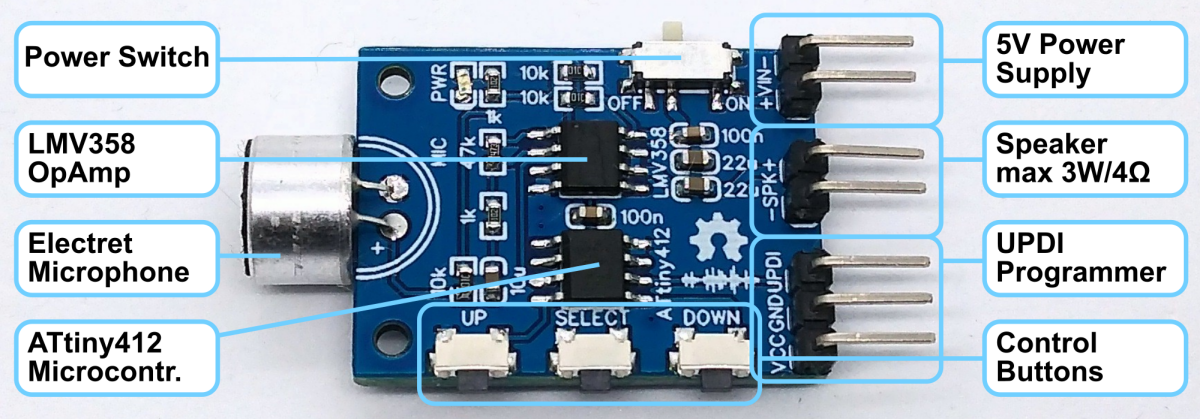 Power Switch
LMV358
OpAmp
Electret
Microphone
ATtiny412
Microcontr.
5V Power
Supply
Speaker
max 3W/4Ω
UPDI
Programmer
Control
Buttons
PWR
10k
10k
OFF
ON
+VIN-
MIC
47k
LMV358
100n
22u
22u
-SPK+
1k
100n
+
10k
10u
ATtiny412
VCC
GND
UPDI
UP
SELECT
DOWN